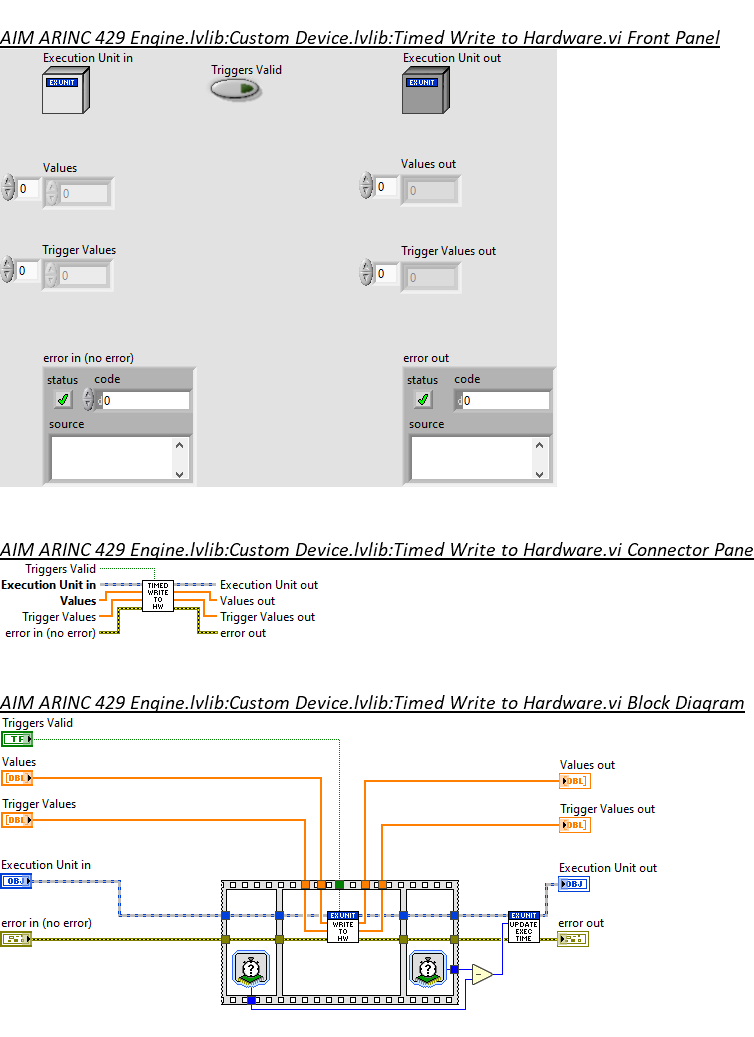 AIM ARINC 429 Engine.lvlib:Custom Device.lvlib:Timed Write to Hardware.vi Front Panel
Execution Unit in
Triggers Valid
Execution Unit out
EXUNIT
EXUNIT
Values
Values out
0
0
0
0
Trigger Values
Trigger Values out
0
0
0
0
error in (no error)
error out
status code
status code
d0
d0
source
source
AIM ARINC 429 Engine.lvlib:Custom Device.lvlib:Timed Write to Hardware.vi Connector Pane
Triggers Valid
Execution Unit in
Values
Trigger Values
error in (no error)
TIMED
WRITE
TO
HW
Execution Unit out
Values out
Trigger Values out
error out
AIM ARINC 429 Engine.lvlib:Custom Device.lvlib:Timed Write to Hardware.vi Block Diagram
Triggers Valid
TF
Values
[DBL]
Values out
DBL]
Trigger Values
[DBL]
Trigger Values out
DBL]
Execution Unit in
OBJ
Execution Unit out
OBJ
error in (no error)
error out
EXUNIT
WRITE
TO
HW
EXUNIT
UPDATE
EXEC
TIME
?
?
-